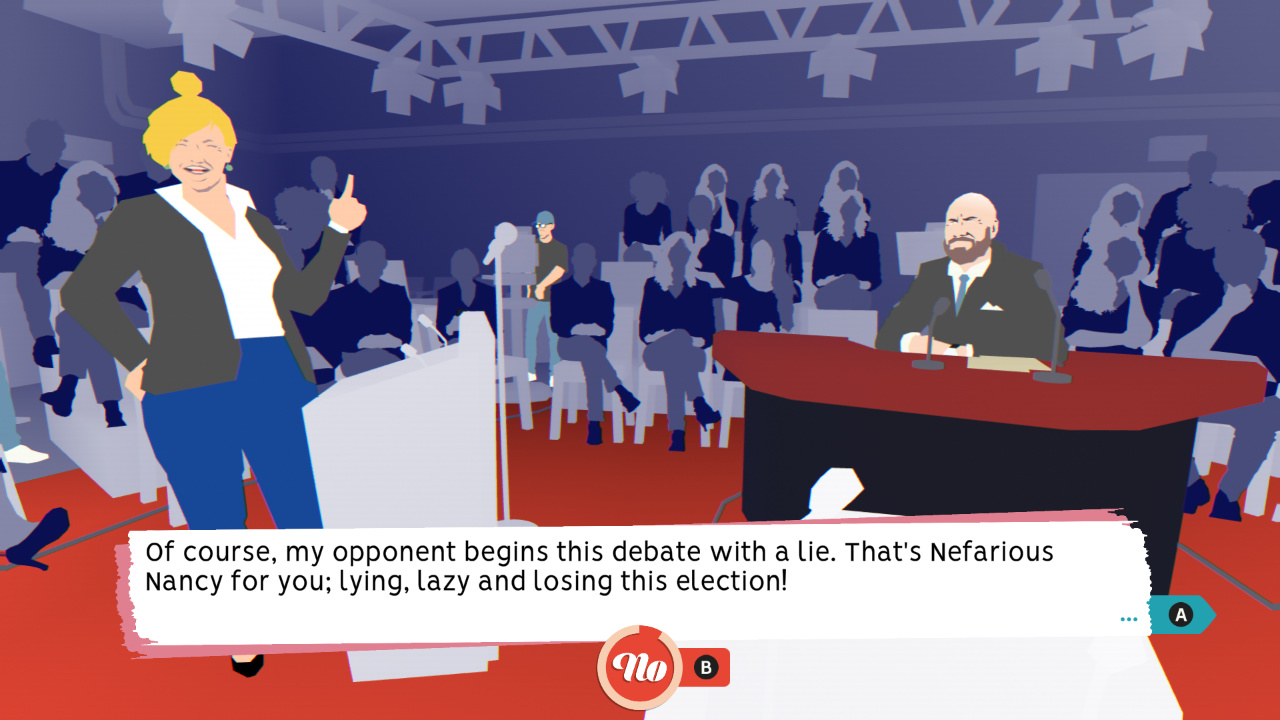 Of course, my opponent begins this debate with a lie. That's Nefarious
Nancy for you; lying, lazy and losing this election!
... A
No B